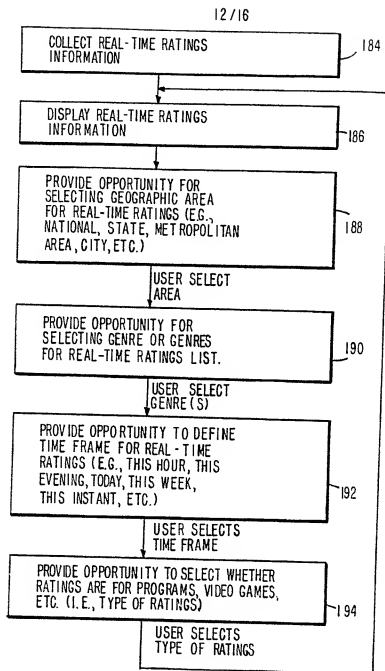 12/16
COLLECT REAL-TIME RATINGS
INFORMATION
184
DISPLAY REAL-TIME RATINGS
INFORMATION
186
PROVIDE OPPORTUNITY FOR
SELECTING GEOGRAPHIC AREA
FOR REAL-TIME RATINGS (E.G.,
NATIONAL, STATE, METROPOLITAN
AREA, CITY, ETC.)
188
USER SELECT
AREA
PROVIDE OPPORTUNITY FOR
SELECTING GENRE OR GENRES
FOR REAL-TIME RATINGS LIST.
190
USER SELECT
GENRE(S)
PROVIDE OPPORTUNITY TO DEFINE
TIME FRAME FOR REAL-TIME
RATINGS (E.G., THIS HOUR, THIS
EVENING, TODAY, THIS WEEK,
THIS INSTANT, ETC.)
192
USER SELECTS
TIME FRAME
PROVIDE OPPORTUNITY TO SELECT WHETHER
RATINGS ARE FOR PROGRAMS, VIDEO GAMES,
ETC. (I.E., TYPE OF RATINGS)
194
USER SELECTS
TYPE OF RATINGS